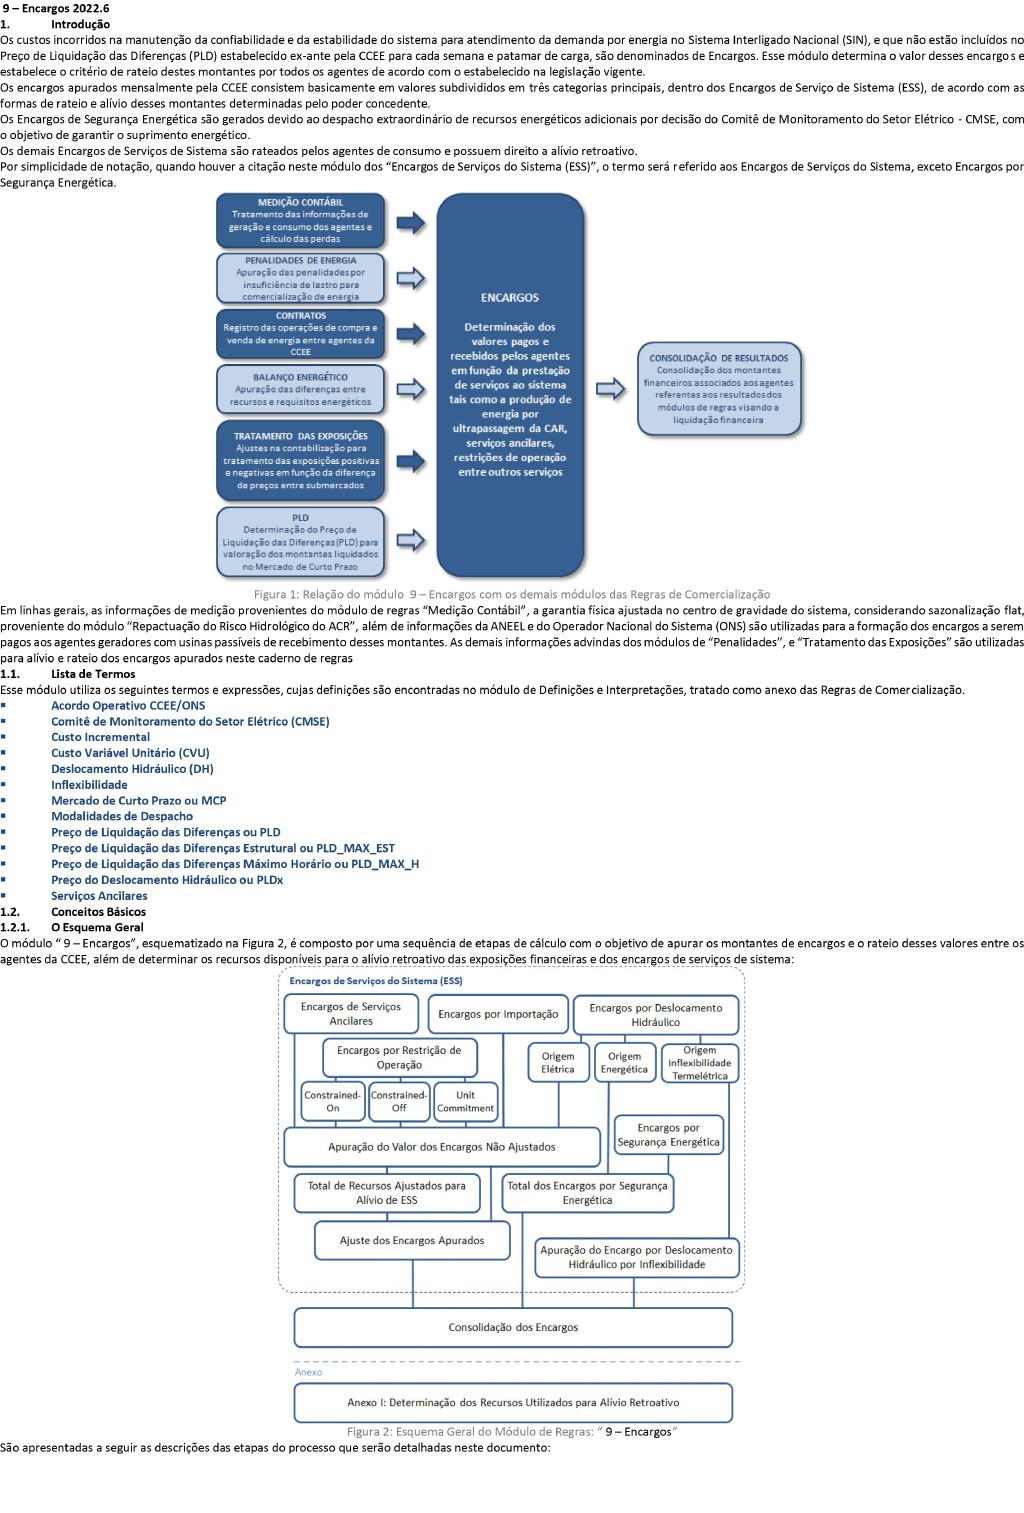 9 – Encargos 2022.6
1. Introdução
Os custos incorridos na manutenção da confiabilidade e da estabilidade do sistema para atendimento da demanda por energia no Sistema Interligado Nacional (SIN), e que não estão incluídos no
Preço de Liquidação das Diferenças (PLD) estabelecido ex-ante pela CCEE para cada semana e patamar de carga, são denominados de Encargos. Esse módulo determina o valor desses encargos e
estabelece o critério de rateio destes montantes por todos os agentes de acordo com o estabelecido na legislação vigente.
Os encargos apurados mensalmente pela CCEE consistem basicamente em valores subdivididos em três categorias principais, dentro dos Encargos de Serviço de Sistema (ESS), de acordo com as
formas de rateio e alívio desses montantes determinadas pelo poder concedente.
Os Encargos de Segurança Energética são gerados devido ao despacho extraordinário de recursos energéticos adicionais por decisão do Comitê de Monitoramento do Setor Elétrico - CMSE, com
o objetivo de garantir o suprimento energético.
Os demais Encargos de Serviços de Sistema são rateados pelos agentes de consumo e possuem direito a alívio retroativo.
Por simplicidade de notação, quando houver a citação neste módulo dos “Encargos de Serviços do Sistema (ESS)”, o termo será referido aos Encargos de Serviços do Sistema, exceto Encargos por
Segurança Energética.
MEDIÇÃO CONTÁBIL
Tratamento das informações de
geração e consumo dos agentes e
cálculo das perdas
PENALIDADES DE ENERGIA
Apuração das penalidades por
insuficiência de lastro para
comercialização de energia
CONTRATOS
Registro das operações de compra e
venda de energia entre agentes da
CCEE
BALANÇO ENERGÉTICO
Apuração das diferenças entre
recursos e requisitos energéticos
TRATAMENTO DAS EXPOSIÇÕES
Ajustes na contabilização para
tratamento das exposições positivas
e negativas em função da diferença
de preços entre submercados
PLD
Determinação do Preço de
Liquidação das Diferenças (PLD) para
valoração dos montantes liquidados
no Mercado de Curto Prazo
ENCARGOS
Determinação dos
valores pagos e
recebidos pelos agentes
em função da prestação
de serviços ao sistema
tais como a produção de
energia por
ultrapassagem da CAR,
serviços ancilares,
restrições de operação
entre outros serviços
CONSOLIDAÇÃO DE RESULTADOS
Consolidação dos montantes
financeiros associados aos agentes
referentes aos resultados dos
módulos de regras visando a
liquidação financeira
Figura 1: Relação do módulo 9 – Encargos com os demais módulos das Regras de Comercialização
Em linhas gerais, as informações de medição provenientes do módulo de regras “Medição Contábil”, a garantia física ajustada no centro de gravidade do sistema, considerando sazonalização flat,
proveniente do módulo “Repactuação do Risco Hidrológico do ACR”, além de informações da ANEEL e do Operador Nacional do Sistema (ONS) são utilizadas para a formação dos encargos a serem
pagos aos agentes geradores com usinas passíveis de recebimento desses montantes. As demais informações advindas dos módulos de “Penalidades”, e “Tratamento das Exposições” são utilizadas
para alívio e rateio dos encargos apurados neste caderno de regras
1.1. Lista de Termos
Esse módulo utiliza os seguintes termos e expressões, cujas definições são encontradas no módulo de Definições e Interpretações, tratado como anexo das Regras de Comercialização.
▪ Acordo Operativo CCEE/ONS
▪ Comitê de Monitoramento do Setor Elétrico (CMSE)
▪ Custo Incremental
▪ Custo Variável Unitário (CVU)
▪ Deslocamento Hidráulico (DH)
▪ Inflexibilidade
▪ Mercado de Curto Prazo ou MCP
▪ Modalidades de Despacho
▪ Preço de Liquidação das Diferenças ou PLD
▪ Preço de Liquidação das Diferenças Estrutural ou PLD_MAX_EST
▪ Preço de Liquidação das Diferenças Máximo Horário ou PLD_MAX_H
▪ Preço do Deslocamento Hidráulico ou PLDx
▪ Serviços Ancilares
1.2. Conceitos Básicos
1.2.1. O Esquema Geral
O módulo “ 9 – Encargos”, esquematizado na Figura 2, é composto por uma sequência de etapas de cálculo com o objetivo de apurar os montantes de encargos e o rateio desses valores entre os
agentes da CCEE, além de determinar os recursos disponíveis para o alívio retroativo das exposições financeiras e dos encargos de serviços de sistema:
Encargos de Serviços do Sistema (ESS)
Encargos de Serviços
Ancilares
Encargos por Importação
Encargos por Deslocamento
Hidráulico
Encargos por Restrição de
Operação
Origem
Elétrica
Origem
Energética
Origem
Inflexibilidade
Termelétrica
Constrained-
On
Constrained-
Off
Unit
Commitment
Encargos por
Segurança Energética
Apuração do Valor dos Encargos Não Ajustados
Total de Recursos Ajustados para
Alívio de ESS
Total dos Encargos por Segurança
Energética
Ajuste dos Encargos Apurados
Apuração do Encargo por Deslocamento
Hidráulico por Inflexibilidade
Consolidação dos Encargos
Anexo
Anexo I: Determinação dos Recursos Utilizados para Alívio Retroativo
Figura 2: Esquema Geral do Módulo de Regras: “ 9 – Encargos”
São apresentadas a seguir as descrições das etapas do processo que serão detalhadas neste documento: